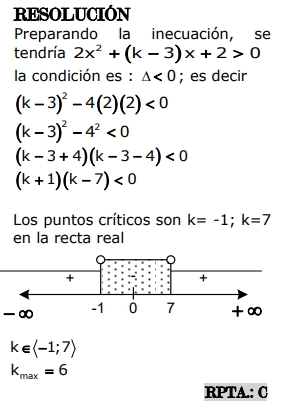 RESOLUCIÓN
Preparando la inecuación, se
tendría 2x² + (k – 3)x + 2 > 0
la condición es : Δ < 0 ; es decir
(k – 3)² – 4(2)(2) < 0
(k – 3)² – 4² < 0
(k – 3 + 4)(k – 3 – 4) < 0
(k + 1)(k – 7) < 0
Los puntos críticos son k= -1; k=7
en la recta real
+ - +
– ∞ -1 0 7 + ∞
k ∈ ⟨–1; 7⟩
k max = 6
RPTA.: C